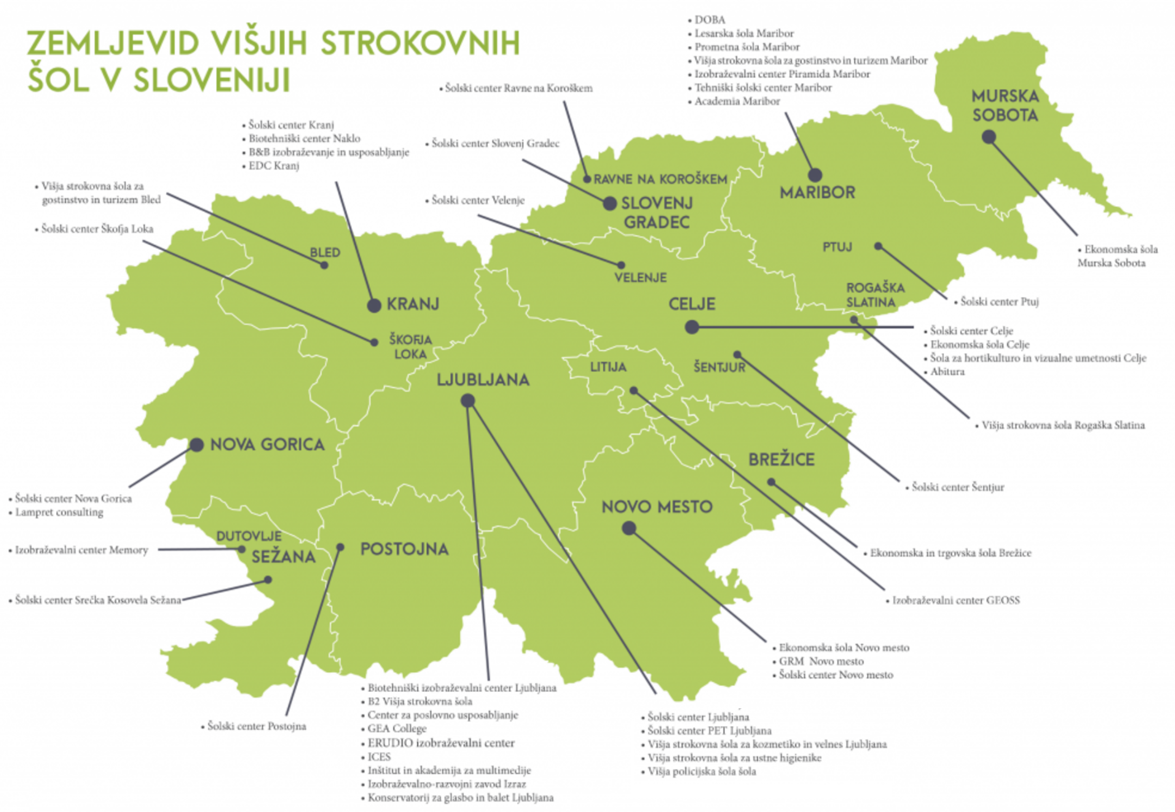 ZEMLJEVID VIŠJIH STROKOVNIH
ŠOL V SLOVENIJI
• DOBA
• Lesarska šola Maribor
• Prometna šola Maribor
• Višja strokovna šola za gostinstvo in turizem Maribor
• Izobraževalni center Piramida Maribor
• Tehniški šolski center Maribor
• Academia Maribor
• Šolski center Ravne na Koroškem
• Šolski center Kranj
• Biotehniški center Naklo
• B&B izobraževanje in usposabljanje
• EDC Kranj
• Šolski center Slovenj Gradec
• Višja strokovna šola za
gostinstvo in turizem Bled
• Šolski center Velenje
• Šolski center Škofja Loka
MURSKA
SOBOTA
RAVNE NA KOROŠKEM
MARIBOR
SLOVENJ
GRADEC
BLED
PTUJ
• Ekonomska šola
Murska Sobota
VELENJE
KRANJ
CELJE
ROGAŠKA
SLATINA
• Šolski center Ptuj
ŠKOFJA
LOKA
• Šolski center Celje
• Ekonomska šola Celje
• Šola za hortikulturo in vizualne umetnosti Celje
• Abitura
LJUBLJANA
LITIJA
ŠENTJUR
• Višja strokovna šola Rogaška Slatina
NOVA GORICA
BREŽICE
• Šolski center Šentjur
• Šolski center Nova Gorica
• Lampret consulting
NOVO MESTO
DUTOVLJE
SEŽANA
POSTOJNA
• Izobraževalni center Memory
• Ekonomska in trgovska šola Brežice
• Šolski center Srečka Kosovela Sežana
• Izobraževalni center GEOSS
• Ekonomska šola Novo mesto
• GRM Novo mesto
• Šolski center Novo mesto
• Šolski center Postojna
• Biotehniški izobraževalni center Ljubljana
• B2 Višja strokovna šola
• Center za poslovno usposabljanje
• GEA College
• ERUDIO izobraževalni center
• ICES
• Inštitut in akademija za multimedije
• Izobraževalno-razvojni zavod Izraz
• Konservatorij za glasbo in balet Ljubljana
• Šolski center Ljubljana
• Šolski center PET Ljubljana
• Višja strokovna šola za kozmetiko in velnes Ljubljana
• Višja strokovna šola za ustne higienike
• Višja policijska šola šola